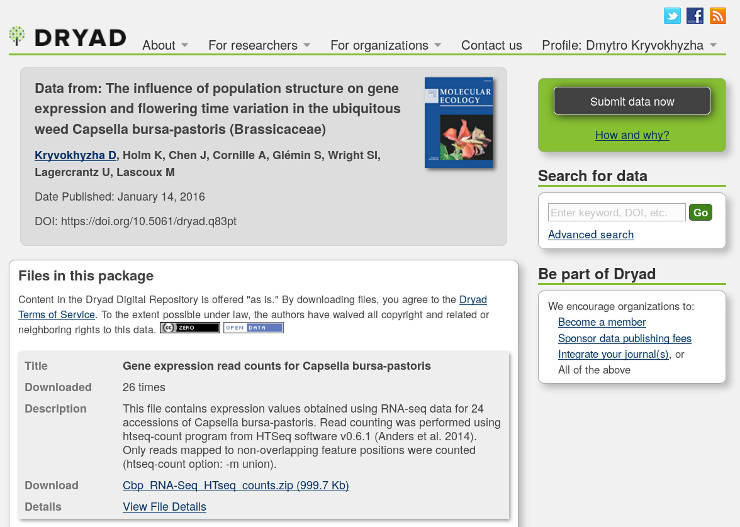 DRYAD
About
For researchers
For organizations
Contact us
Profile: Dmytro Kryvokhyzha
Data from: The influence of population structure on gene
expression and flowering time variation in the ubiquitous
weed Capsella bursa-pastoris (Brassicaceae)
Kryvokhyzha D, Holm K, Chen J, Cornille A, Glémin S, Wright SI,
Lagercrantz U, Lascoux M
Date Published: January 14, 2016
DOI: https://doi.org/10.5061/dryad.q83pt
MOLECULAR
ECOLOGY
Files in this package
Content in the Dryad Digital Repository is offered "as is." By downloading files, you agree to the Dryad
Terms of Service. To the extent possible under law, the authors have waived all copyright and related or
neighboring rights to this data. cc ZERO OPEN DATA
Title Gene expression read counts for Capsella bursa-pastoris
Downloaded 26 times
Description This file contains expression values obtained using RNA-seq data for 24
accessions of Capsella bursa-pastoris. Read counting was performed using
htseq-count program from HTSeq software v0.6.1 (Anders et al. 2014).
Only reads mapped to non-overlapping feature positions were counted
(htseq-count option: -m union).
Download Cbp_RNA-Seq_HTseq_counts.zip (999.7 Kb)
Details View File Details
Submit data now
How and why?
Search for data
Enter keyword, DOI, etc. Go
Advanced search
Be part of Dryad
We encourage organizations to:
Become a member
Sponsor data publishing fees
Integrate your journal(s), or
All of the above